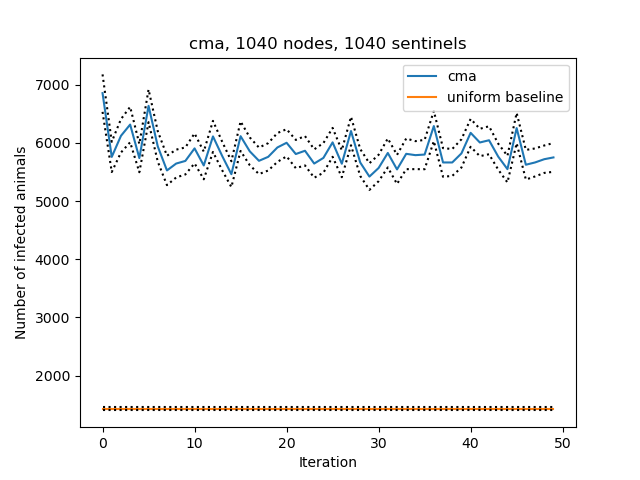 cma, 1040 nodes, 1040 sentinels
cma
uniform baseline
7000
6000
5000
4000
3000
2000
Number of infected animals
0
10
20
30
40
50
Iteration